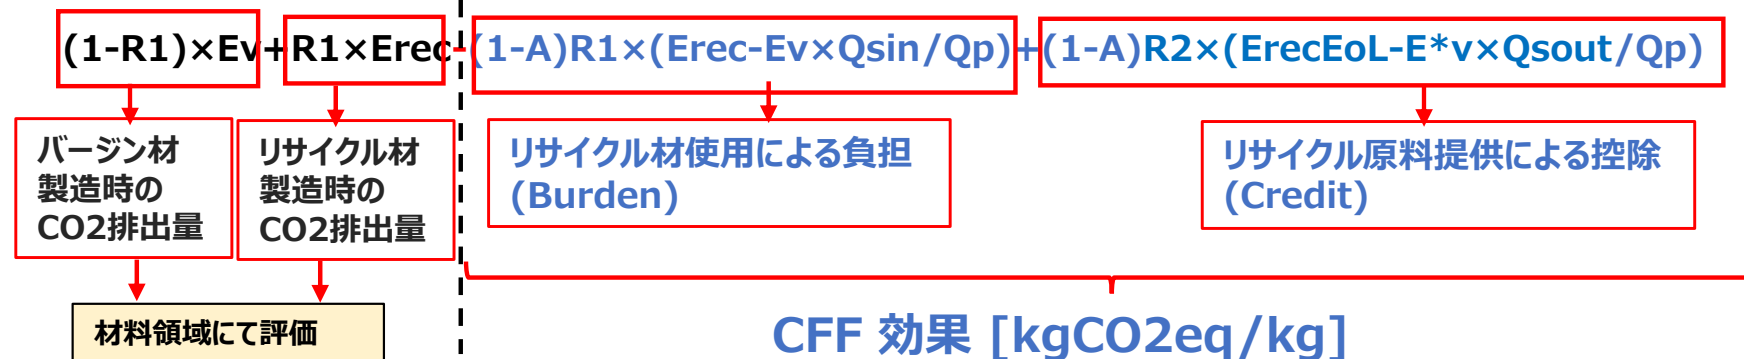 (1-R1)×Ev+R1×Erec-(1-A)R1×(Erec-Ev×Qsin/Qp)+(1-A)R2×(ErecEoL-E*v×Qsout/Qp)
バージン材
製造時の
CO2排出量
リサイクル材
製造時の
CO2排出量
リサイクル材使用による負担
(Burden)
リサイクル原料提供による控除
(Credit)
材料領域にて評価
CFF 効果 [kgCO2eq/kg]